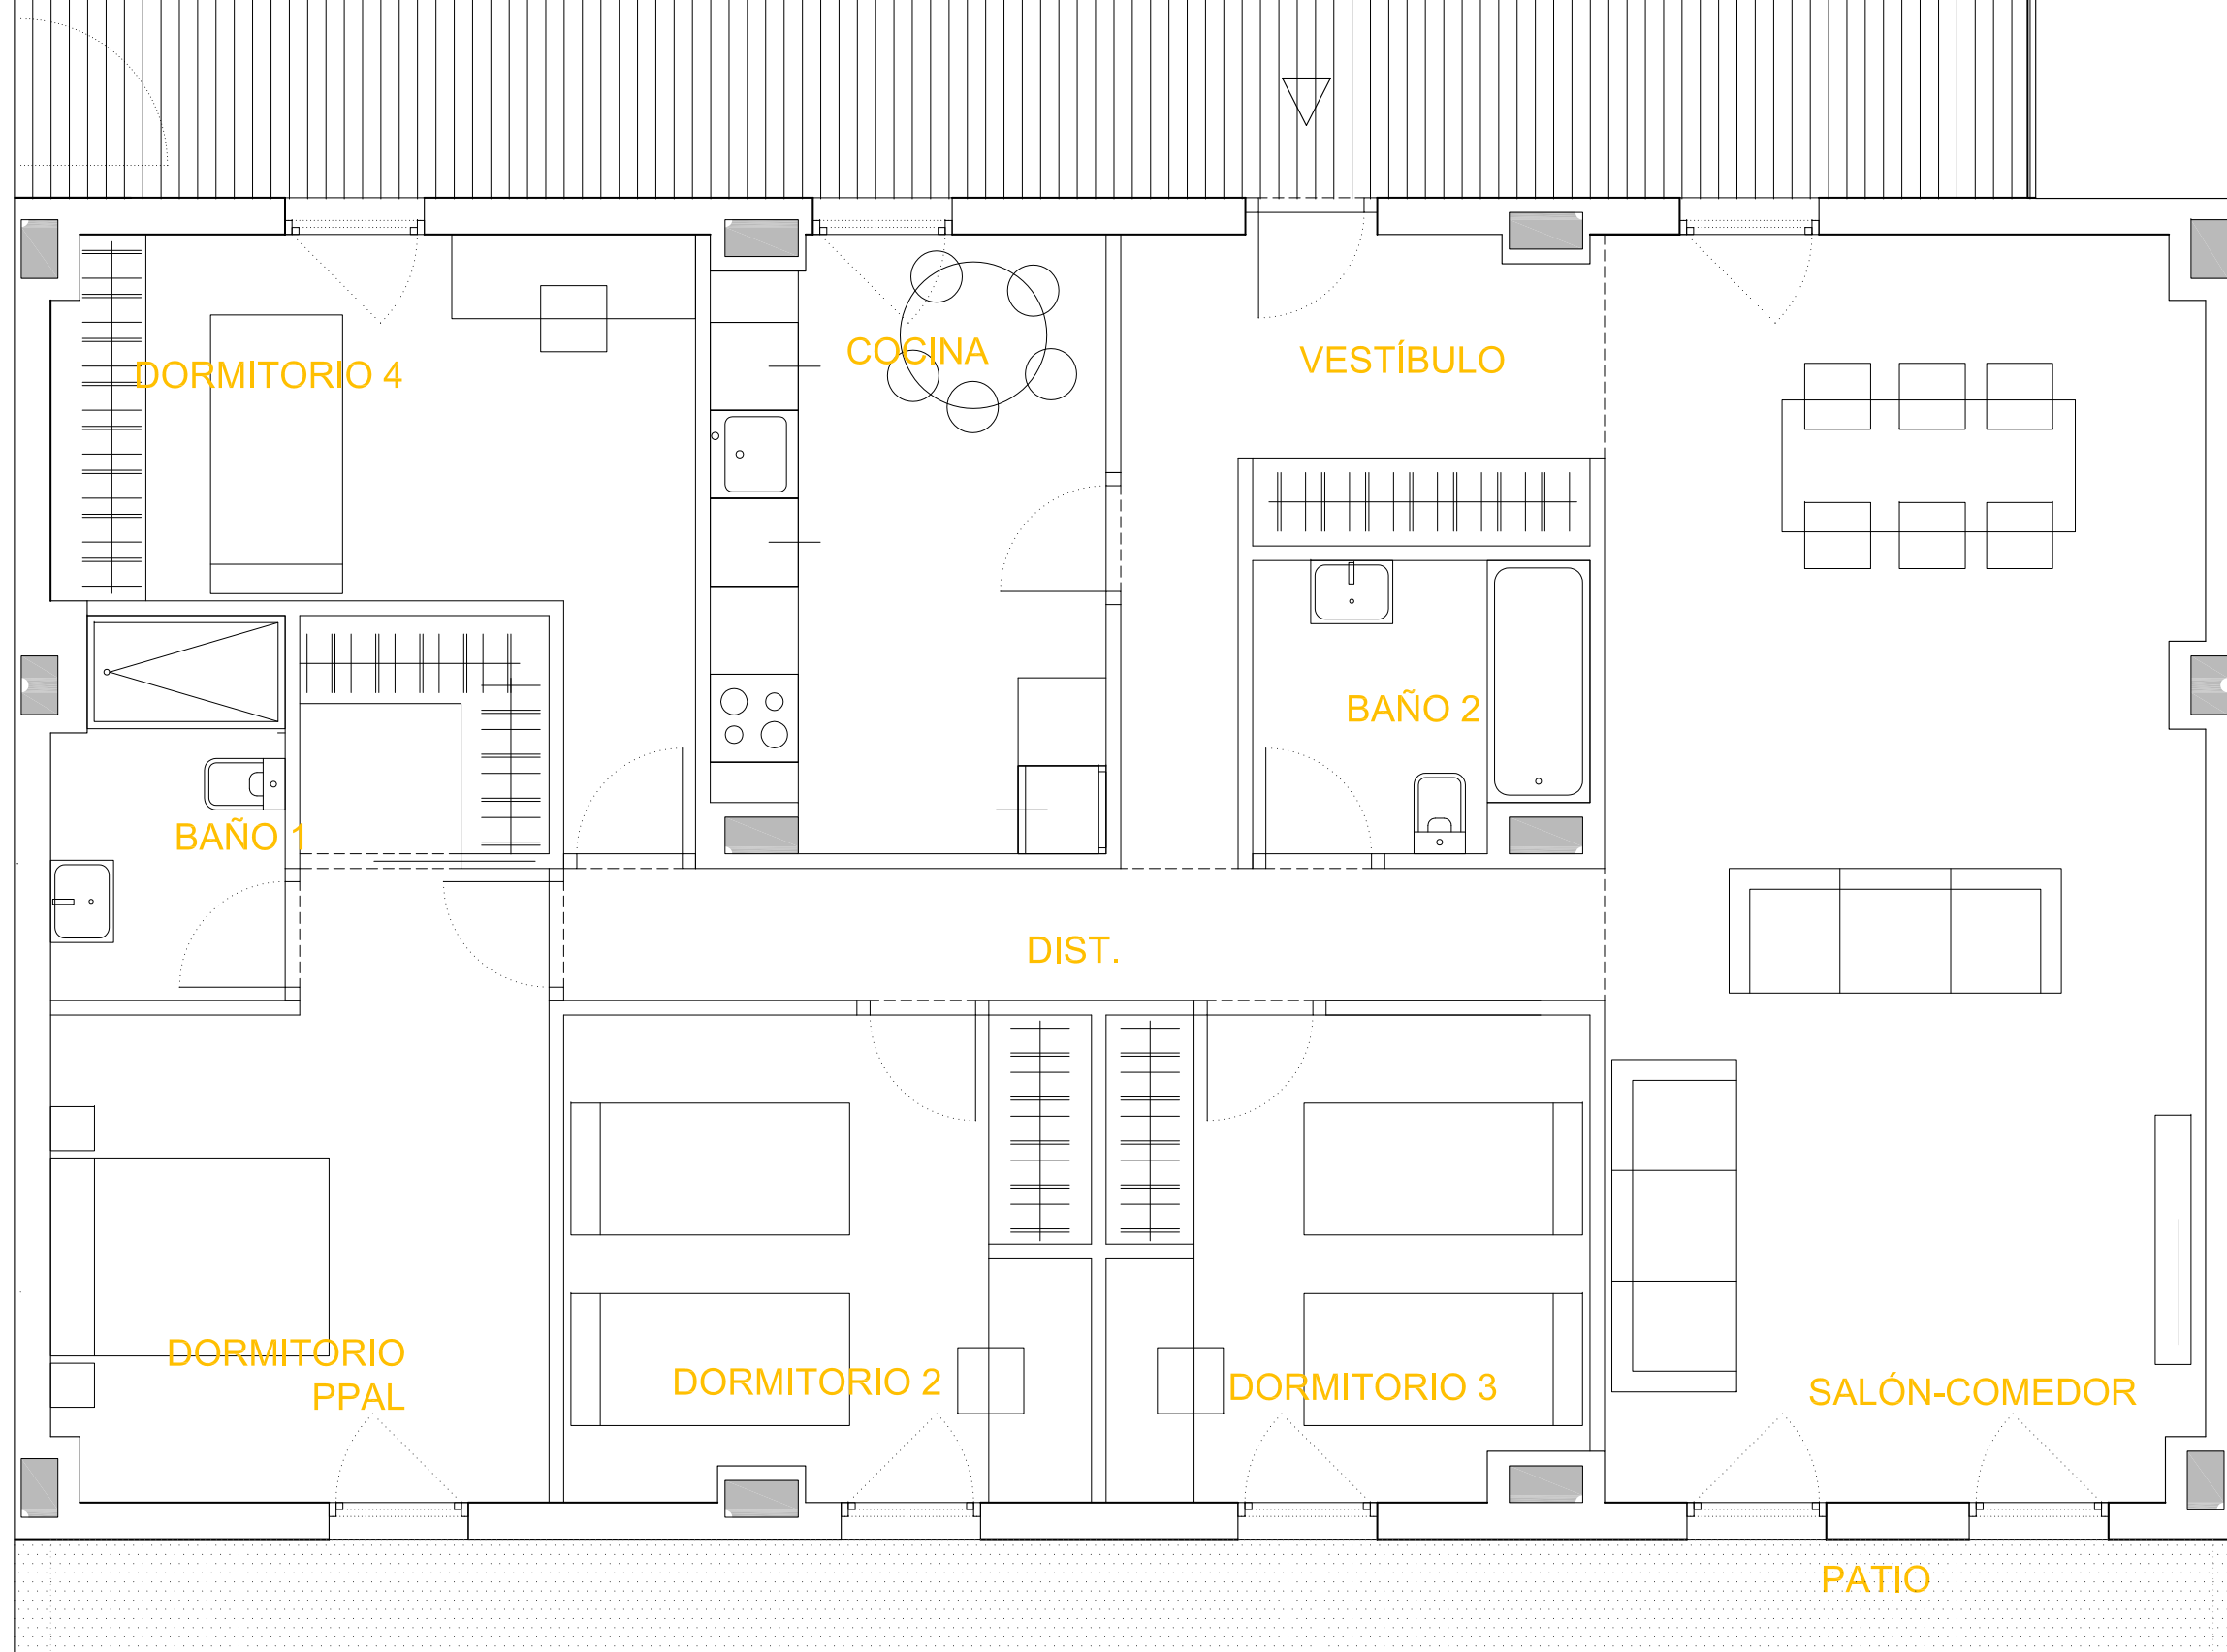 COCINA
VESTÍBULO
DORMITORIO 4
BAÑO 2
BAÑO 1
DIST.
DORMITORIO
PPAL
DORMITORIO 2
DORMITORIO 3
SALÓN-COMEDOR
PATIO